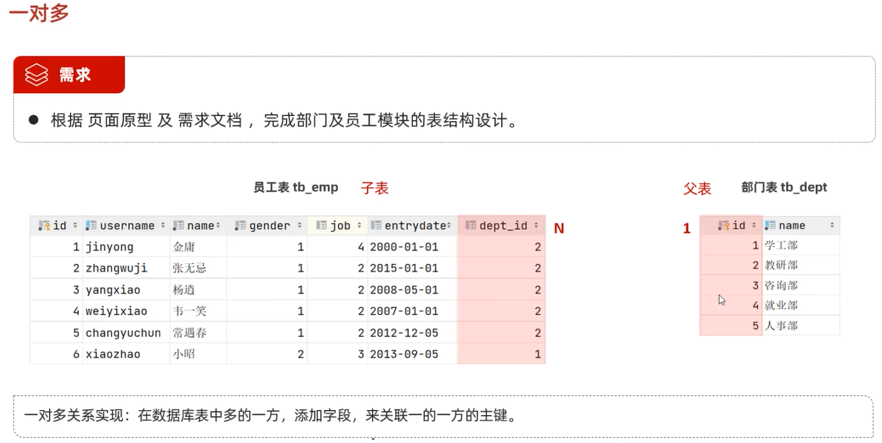 一对多
需求
● 根据 页面原型 及 需求文档 ，完成部门及员工模块的表结构设计。
员工表 tb_emp 子表 父表 部门表 tb_dept
id username name gender job entrydate dept_id N 1 id name
1 jinyong 金庸 1 4 2000-01-01 2 1 学工部
2 zhangwuji 张无忌 1 2 2015-01-01 2 2 教研部
3 yangxiao 杨逍 1 2 2008-05-01 2 3 咨询部
4 weiyixiao 韦一笑 1 2 2007-01-01 2 4 就业部
5 changyuchun 常遇春 1 2 2012-12-05 2 5 人事部
6 xiaozhao 小昭 2 3 2013-09-05 1
一对多关系实现：在数据库表中多的一方，添加字段，来关联一的一方的主键。